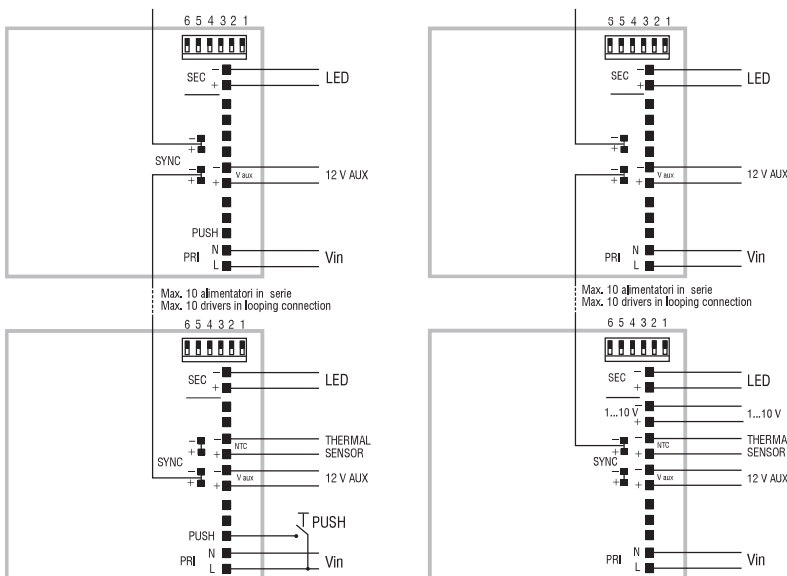 6 5 4 3 2 1
SEC
−
+
LED
−
+
SYNC
−
+
−
+
V aux
12 V AUX
PUSH
PRI
N
L
Vin
Max. 10 alimentatori in serie
Max. 10 drivers in looping connection
6 5 4 3 2 1
SEC
−
+
LED
−
+
SYNC
−
+
−
+
NTC
THERMAL
SENSOR
−
+
V aux
12 V AUX
PUSH
PUSH
PRI
N
L
Vin
5 4 3 2 1
SEC
−
+
LED
−
+
−
+
−
+
V aux
12 V AUX
PRI
N
L
Vin
Max. 10 alimentatori in serie
Max. 10 drivers in looping connection
6 5 4 3 2 1
SEC
−
+
LED
1...10 V
−
+
1...10 V
−
+
SYNC
−
+
−
+
NTC
THERMA
SENSOR
−
+
V aux
12 V AUX
PRI
N
L
Vin